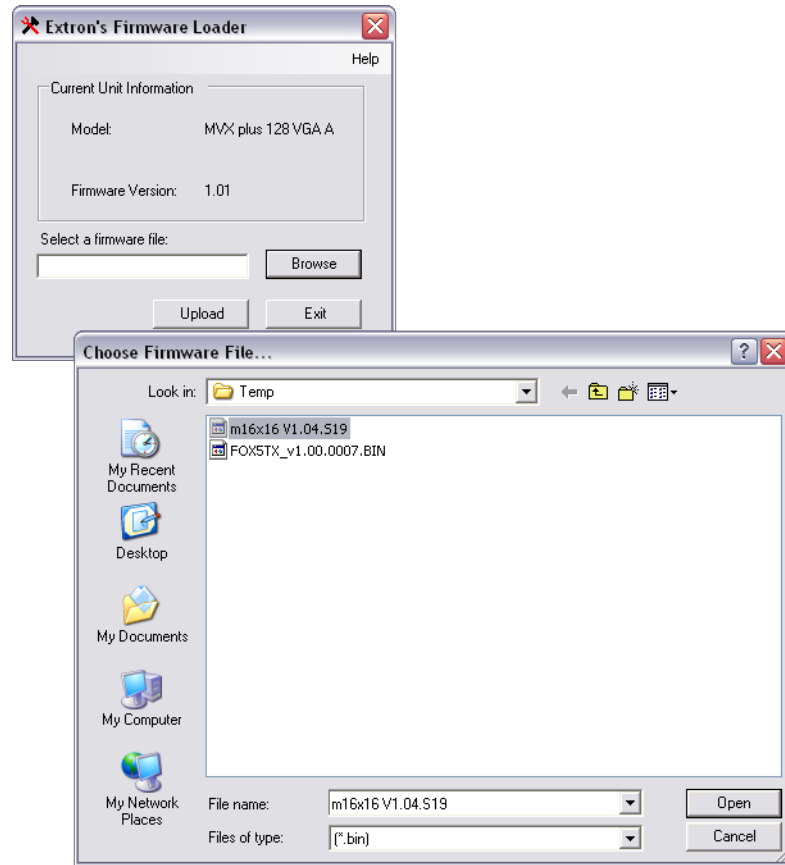 Extron's Firmware Loader
Help
Current Unit Information
Model: MVX plus 128 VGA A
Firmware Version: 1.01
Select a firmware file:
Browse
Upload Exit
Choose Firmware File...
Look in: Temp
m16x16 V1.04.S19
FOX5TX_v1.00.0007.BIN
My Recent
Documents
Desktop
My Documents
My Computer
My Network
Places
File name: m16x16 V1.04.S19 Open
Files of type: (*.bin) Cancel